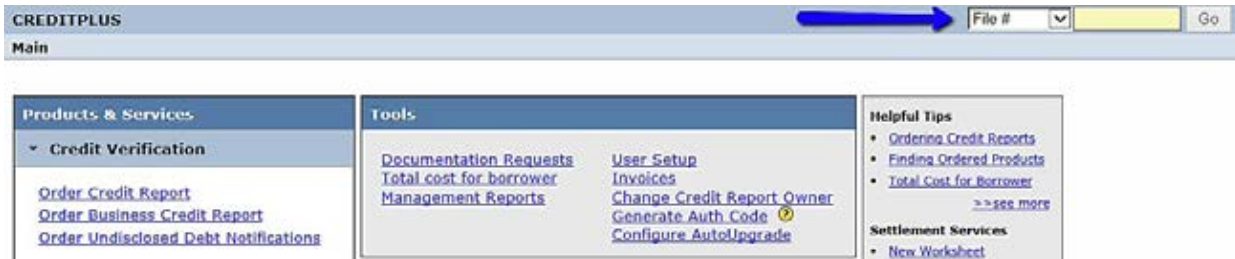 CREDITPLUS
File #
Go
Main
Products & Services
Credit Verification
Order Credit Report
Order Business Credit Report
Order Undisclosed Debt Notifications
Tools
Documentation Requests
Total cost for borrower
Management Reports
User Setup
Invoices
Change Credit Report Owner
Generate Auth Code ?
Configure AutoUpgrade
Helpful Tips
• Ordering Credit Reports
• Finding Ordered Products
• Total Cost for Borrower
>>see more
Settlement Services
• New Worksheet